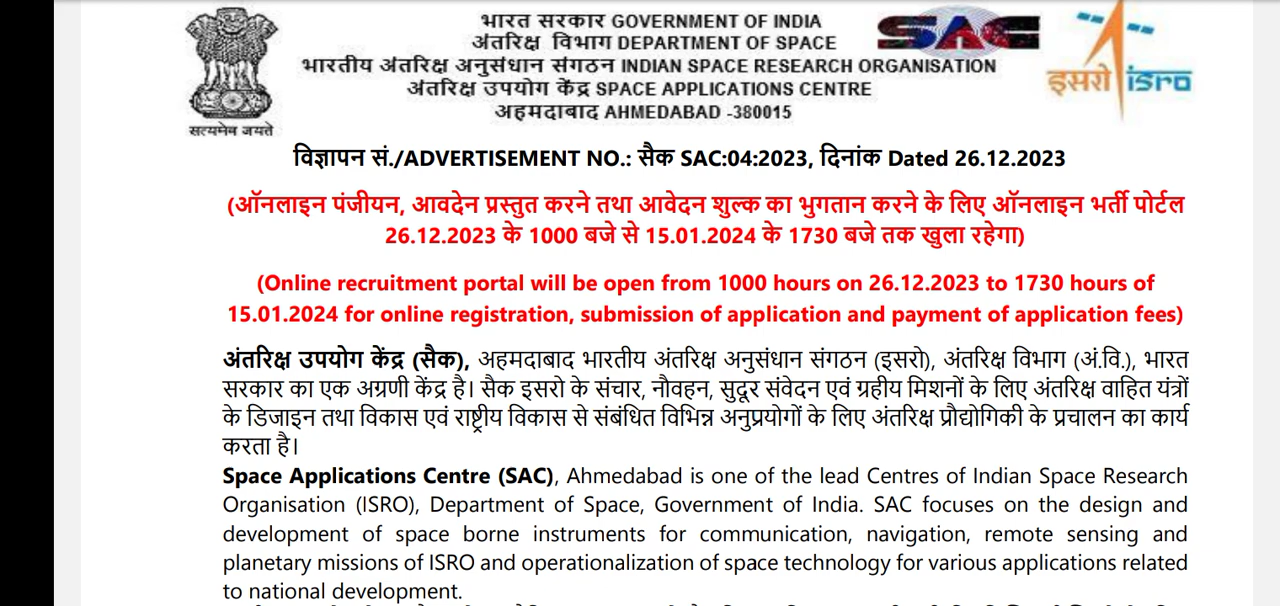 भारत सरकार GOVERNMENT OF INDIA
अंतरिक्ष विभाग DEPARTMENT OF SPACE
भारतीय अंतरिक्ष अनुसंधान संगठन INDIAN SPACE RESEARCH ORGANISATION
अंतरिक्ष उपयोग केंद्र SPACE APPLICATIONS CENTRE
अहमदाबाद AHMEDABAD -380015
सत्यमेव जयते
SAC
इसरो isro
विज्ञापन सं./ADVERTISEMENT NO.: सैक SAC:04:2023, दिनांक Dated 26.12.2023
(ऑनलाइन पंजीयन, आवदेन प्रस्तुत करने तथा आवेदन शुल्क का भुगतान करने के लिए ऑनलाइन भर्ती पोर्टल
26.12.2023 के 1000 बजे से 15.01.2024 के 1730 बजे तक खुला रहेगा)
(Online recruitment portal will be open from 1000 hours on 26.12.2023 to 1730 hours of
15.01.2024 for online registration, submission of application and payment of application fees)
अंतरिक्ष उपयोग केंद्र (सैक), अहमदाबाद भारतीय अंतरिक्ष अनुसंधान संगठन (इसरो), अंतरिक्ष विभाग (अं.वि.), भारत
सरकार का एक अग्रणी केंद्र है। सैक इसरो के संचार, नौवहन, सुदूर संवेदन एवं ग्रहीय मिशनों के लिए अंतरिक्ष वाहित यंत्रों
के डिजाइन तथा विकास एवं राष्ट्रीय विकास से संबंधित विभिन्न अनुप्रयोगों के लिए अंतरिक्ष प्रौद्योगिकी के प्रचालन का कार्य
करता है।
Space Applications Centre (SAC), Ahmedabad is one of the lead Centres of Indian Space Research
Organisation (ISRO), Department of Space, Government of India. SAC focuses on the design and
development of space borne instruments for communication, navigation, remote sensing and
planetary missions of ISRO and operationalization of space technology for various applications related
to national development.